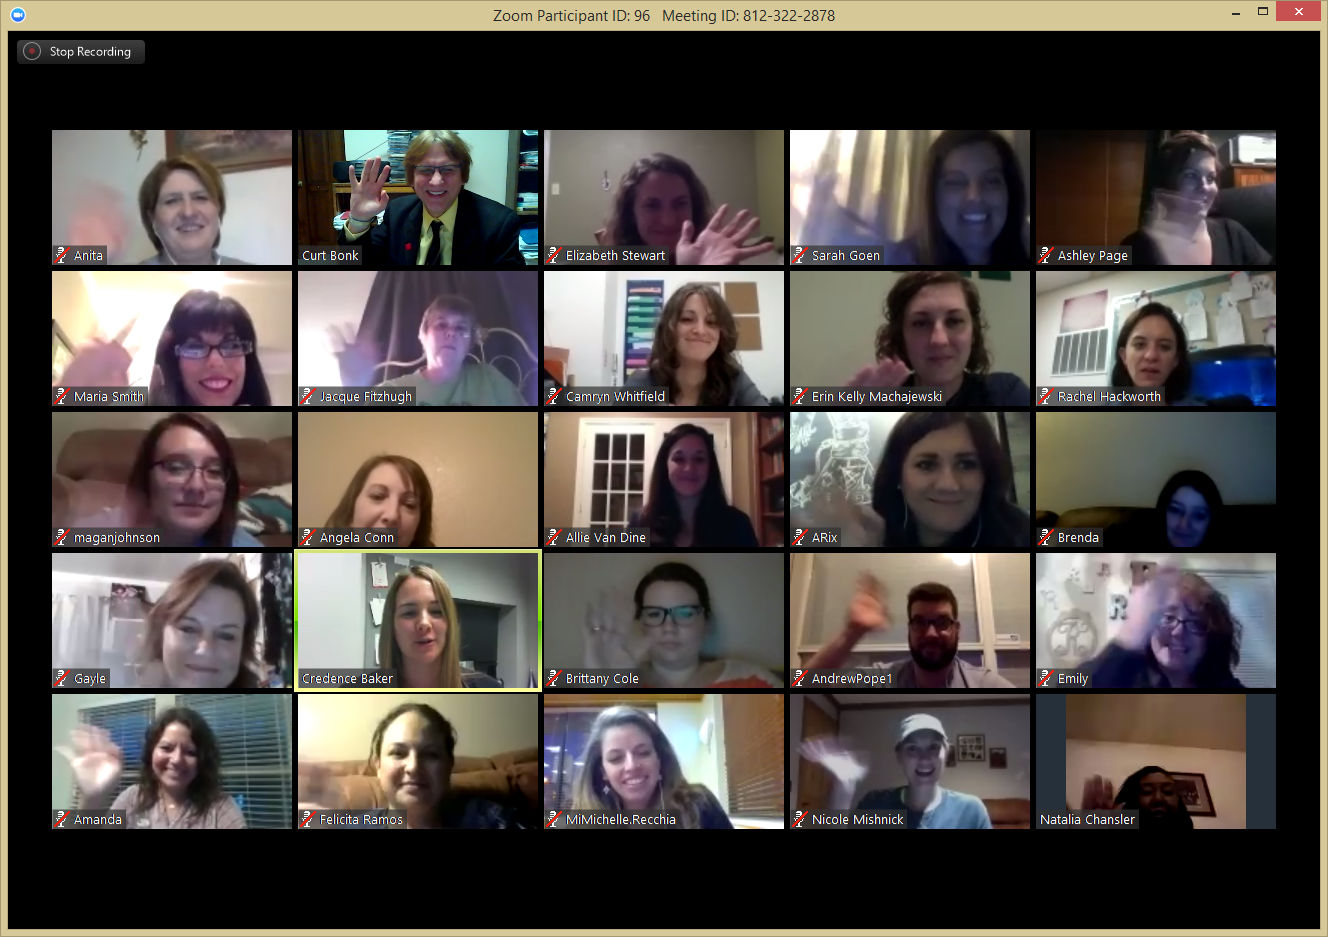 Zoom Participant ID: 96 Meeting ID: 812-322-2878
Stop Recording
Anita
Curt Bonk
Elizabeth Stewart
Sarah Goen
Ashley Page
Maria Smith
Jacque Fitzhugh
Camryn Whitfield
Erin Kelly Machajewski
Rachel Hackworth
maganjohnson
Angela Conn
Allie Van Dine
ARix
Brenda
Gayle
Credence Baker
Brittany Cole
AndrewPope1
Emily
Amanda
Felicita Ramos
MiMichelle.Recchia
Nicole Mishnick
Natalia Chansler